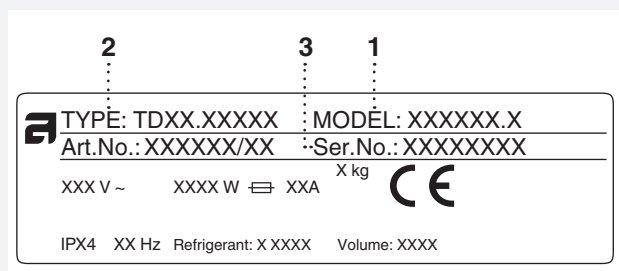 2 3 1
TYPE: TDXX.XXXXX MODEL: XXXXXX.X
Art.No.: XXXXXX/XX Ser.No.: XXXXXXXX
X kg
XXX V ~ XXXX W XXA CE
IPX4 XX Hz Refrigerant: X XXXX Volume: XXXX